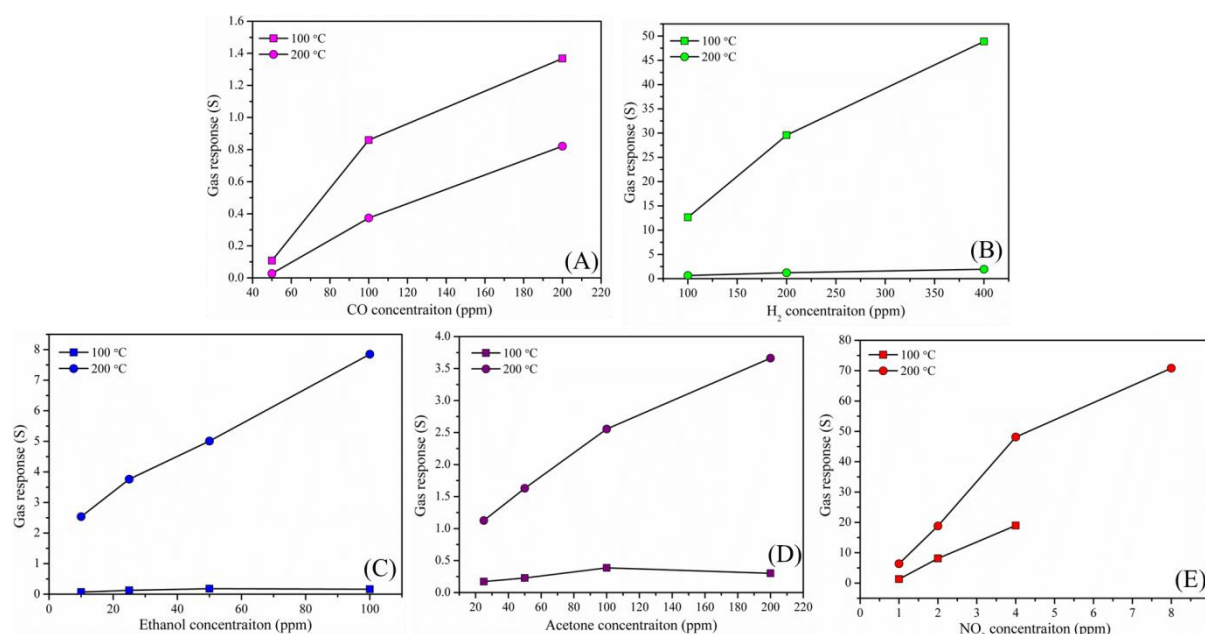 1.6
1.4
1.2
1.0
0.8
0.6
0.4
0.2
0.0
Gas response (S)
100 °C
200 °C
(A)
40 60 80 100 120 140 160 180 200 220
CO concentraiton (ppm)
50
45
40
35
30
25
20
15
10
5
0
Gas response (S)
100 °C
200 °C
(B)
100 150 200 250 300 350 400
H₂ concentraiton (ppm)
8
7
6
5
4
3
2
1
0
Gas response (S)
100 °C
200 °C
(C)
0 20 40 60 80 100
Ethanol concentraiton (ppm)
4.0
3.5
3.0
2.5
2.0
1.5
1.0
0.5
0.0
Gas response (S)
100 °C
200 °C
(D)
20 40 60 80 100 120 140 160 180 200 220
Acetone concentraiton (ppm)
80
70
60
50
40
30
20
10
0
Gas response (S)
100 °C
200 °C
(E)
0 1 2 3 4 5 6 7 8
NO₂ concentraiton (ppm)